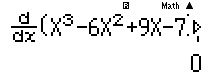 R Math ▲
d/dx(X³-6X²+9X-7)▶
0